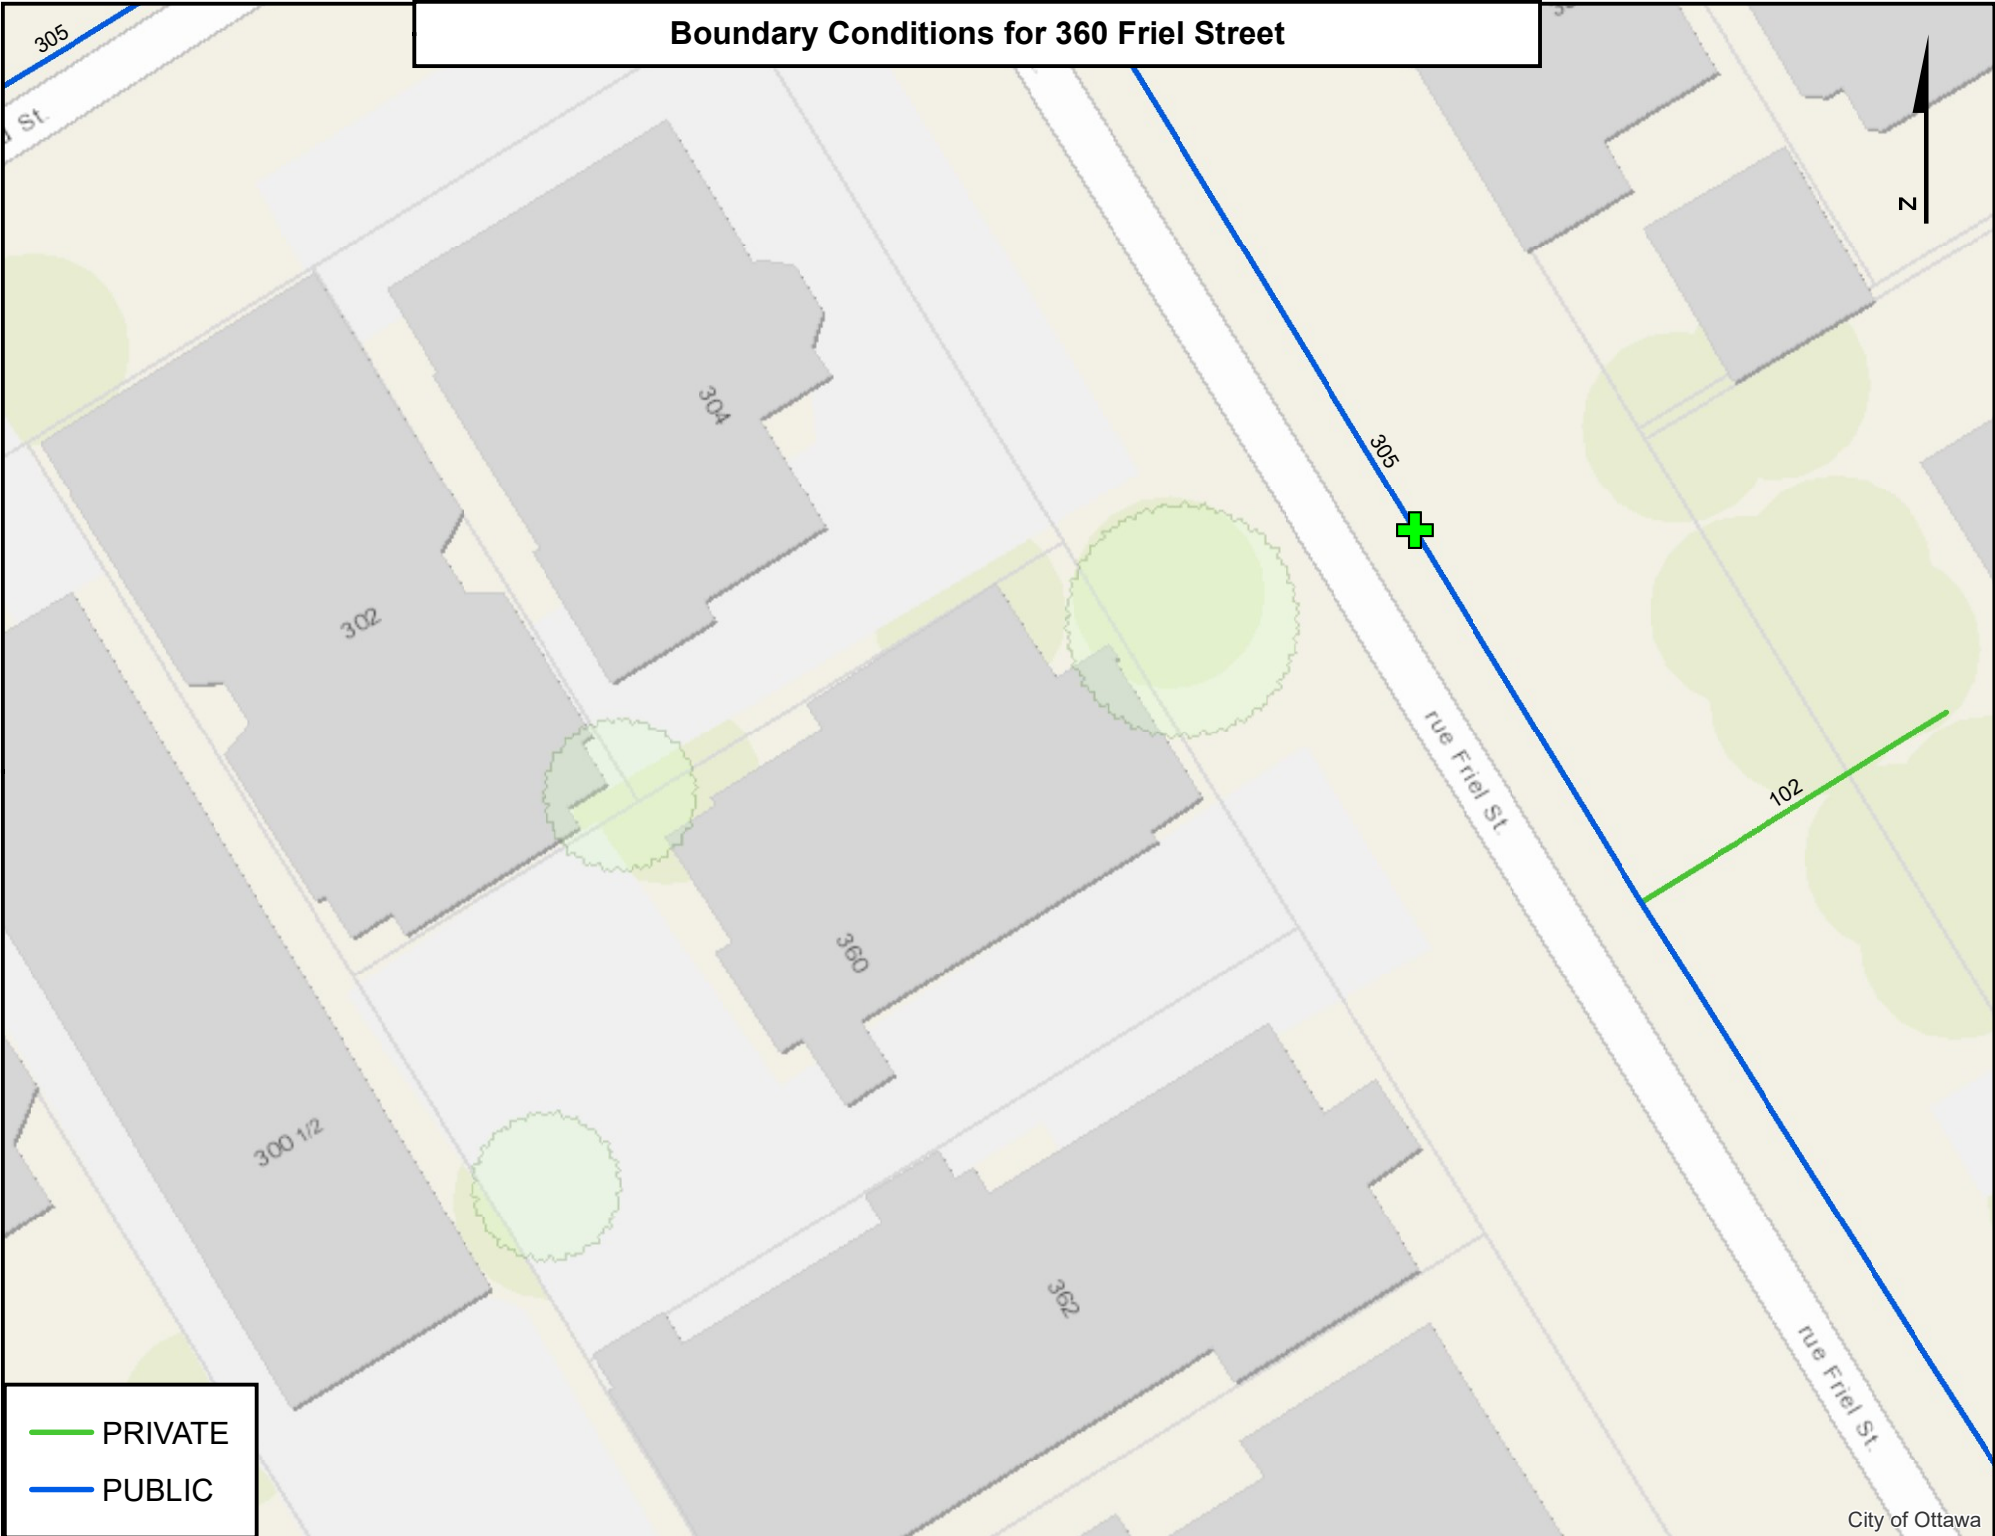 Boundary Conditions for 360 Friel Street
305
St.
N
304
305
302
rue Friel St.
102
360
300 1/2
362
rue Friel St.
PRIVATE
PUBLIC
City of Ottawa